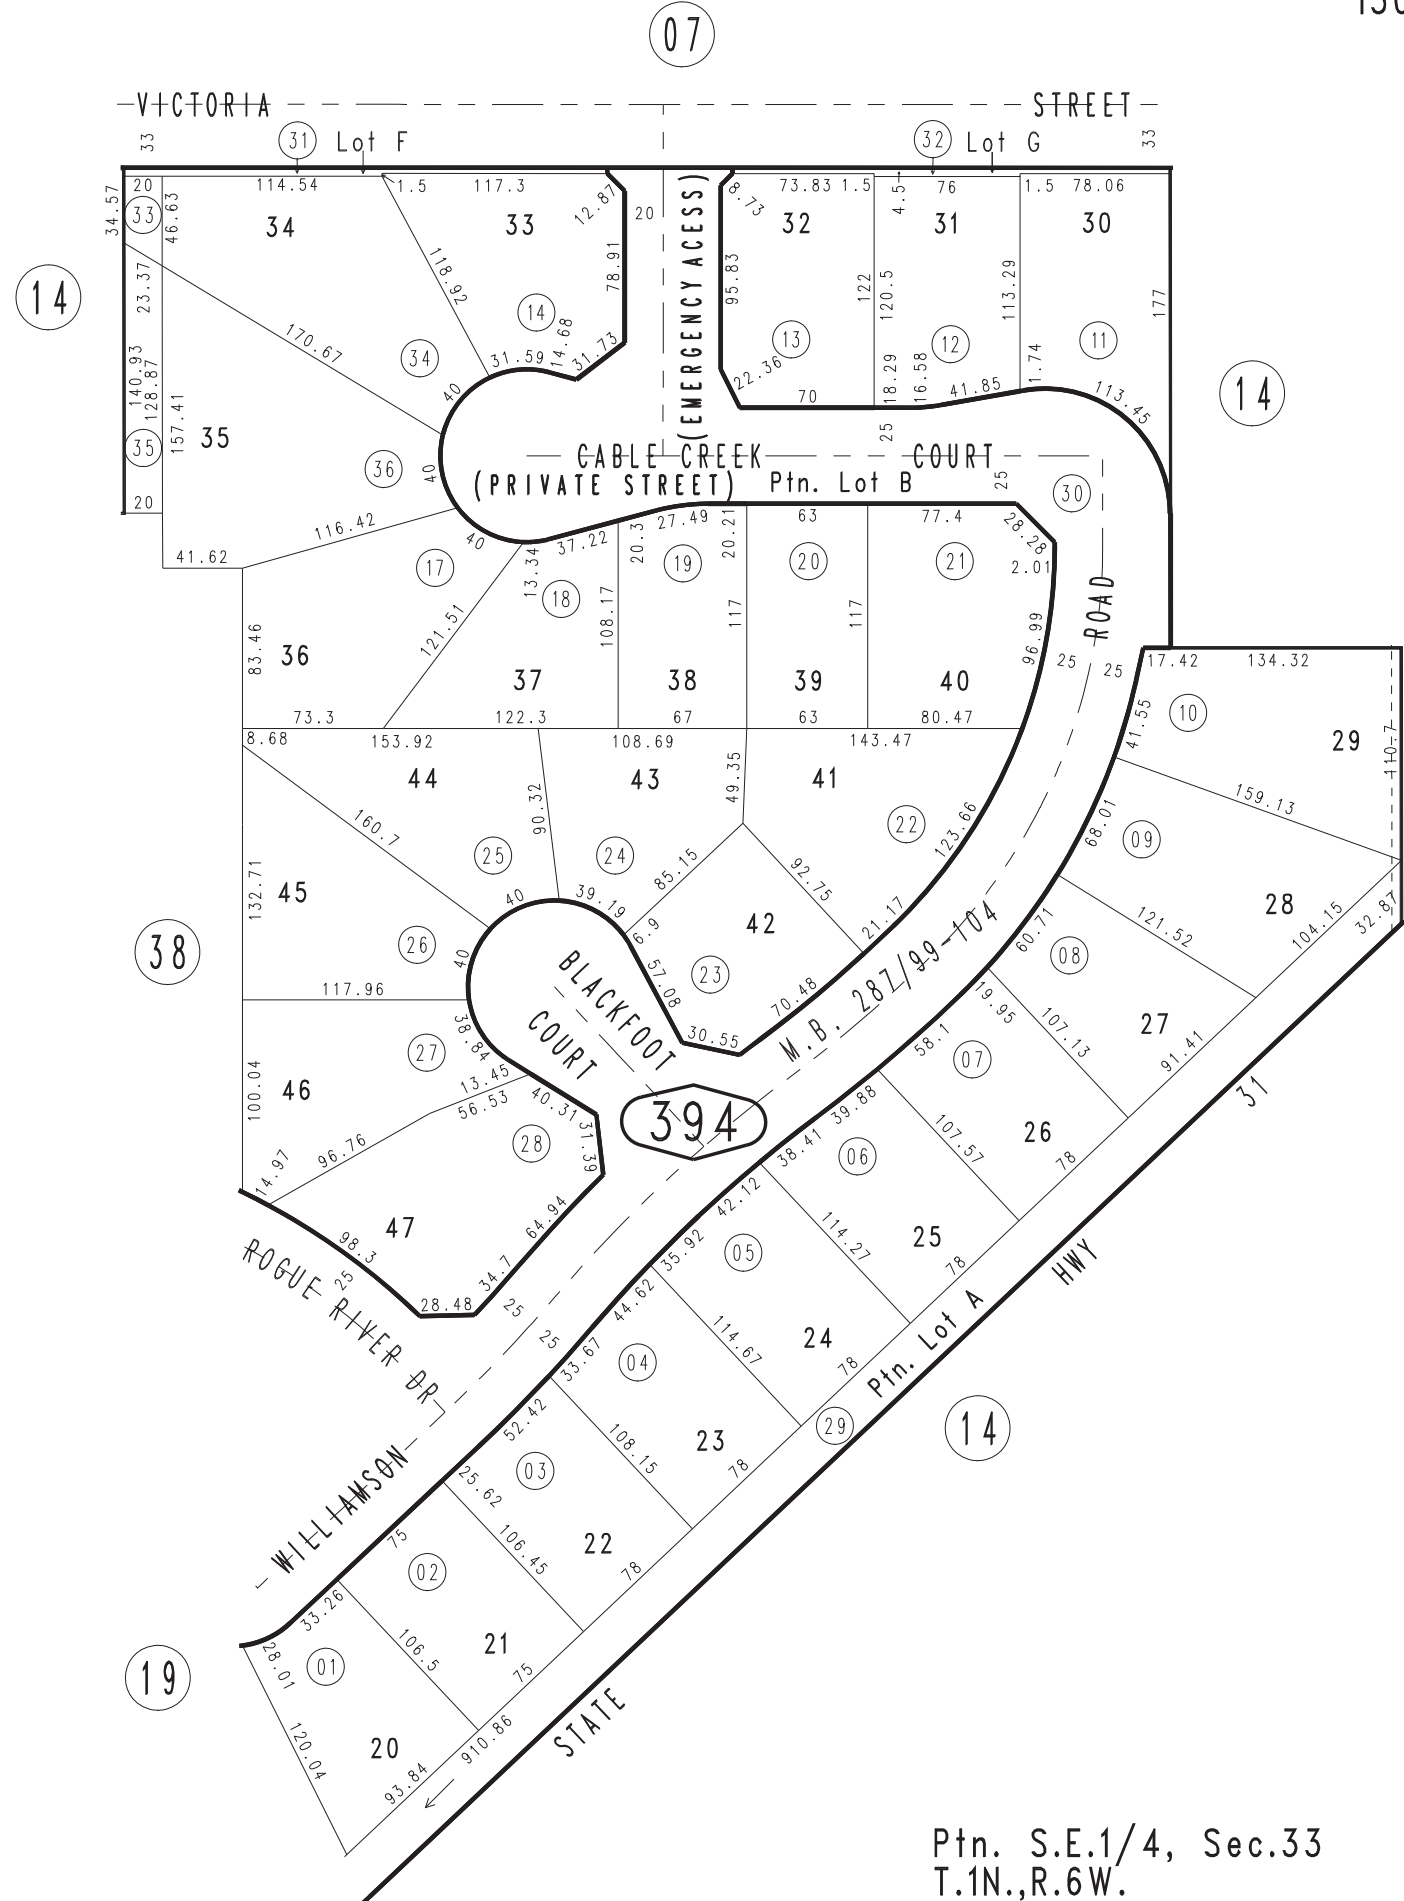 07
VICTORIA STREET
33 31 Lot F 32 Lot G 33
20 114.54 1.5 117.3 73.83 1.5 4.5 76 1.5 78.06
34.57 33 46.63 34 33 12.87 20 8.73 32 31 30
(EMERGENCY ACESS)
14
23.37 118.92 78.91 95.83 122 120.5 113.29 177
170.67 34 14 14.68 31.59 31.73 13 12 11
22.36 70 18.29 16.58 41.85 1.74 113.45
14
140.93 128.87 157.41 35 35 40 36 40 25
CABLE CREEK COURT
(PRIVATE STREET) Ptn. Lot B 25 30
20 116.42 40 37.22 27.49 20.3 20.21 63 77.4 28.28
41.62 17 13.34 18 19 20 21 2.01
83.46 36 121.51 108.17 117 117 96.99
ROAD
37 38 39 40 25 25 17.42 134.32
73.3 122.3 67 63 80.47
8.68 153.92 108.69 143.47 41.55 10 29 110.7
44 43 49.35 41
160.7 90.32 22 123.66 68.01 09 159.13
25 24 85.15 92.75
132.71 45 40 39.19 6.9 42 21.17 60.71 121.52 28 104.15 32.87
38
26 40 57.08 23 08
117.96 70.48 19.95 107.13 27 91.41
BLACKFOOT
COURT
M.B. 287/99-104
30.55 58.1 07
27 38.84 13.45 56.53 40.31 31.39
394
100.04 46 96.76 28 39.88 107.57 26 78
31
14.97 38.41 06
47 64.94 42.12 114.27 25 78
98.3 25 35.92 05
HWY
ROGUE RIVER DR
34.7 28.48 25 44.62 114.67 24 78
Ptn. Lot A
25 33.67 04
29 14
52.42 108.15 23 78
WILLIAMSON
25.62 03
75 106.45 22 78
02
33.26 106.5 21 75
19
28.01 01
STATE
120.04 20 93.84 910.86
Ptn. S.E.1/4, Sec.33
T.1N.,R.6W.